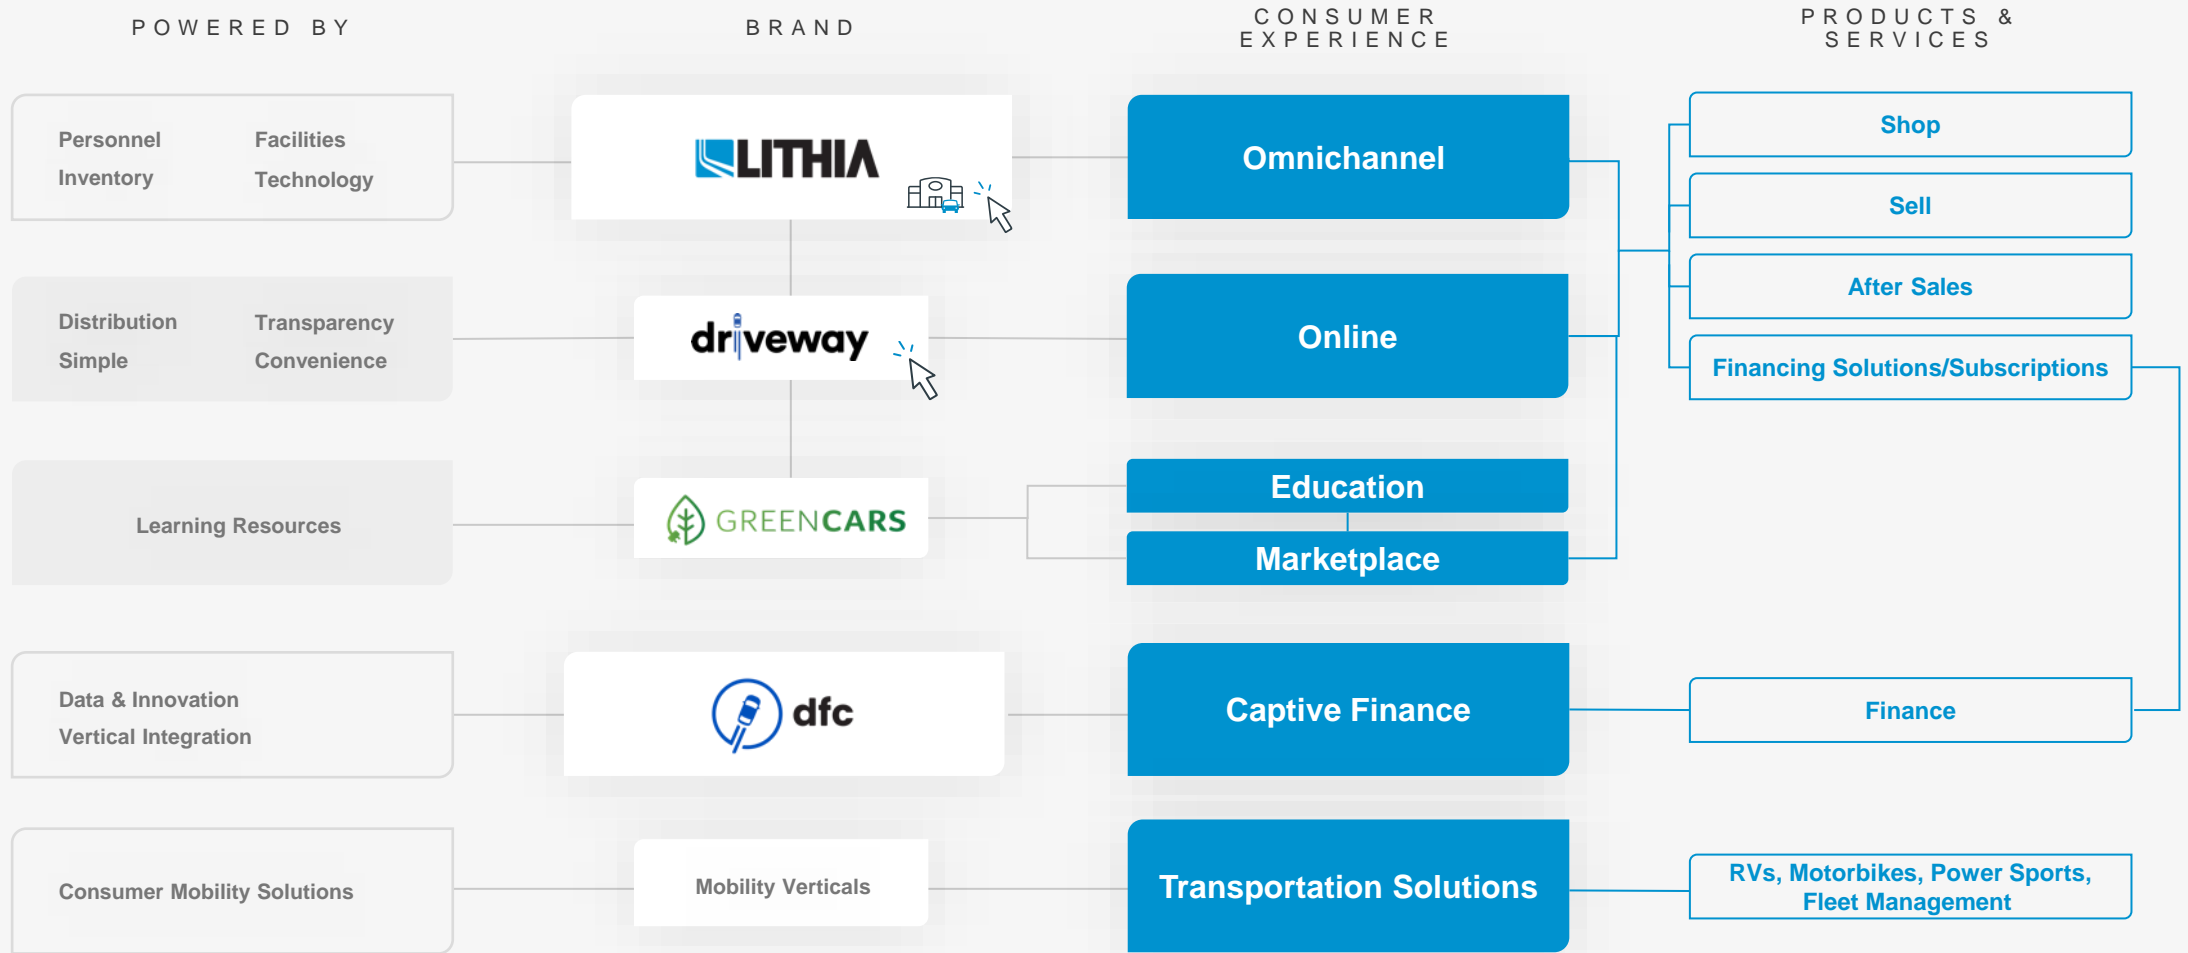 POWERED BY
BRAND
CONSUMER
EXPERIENCE
PRODUCTS &
SERVICES
Personnel
Facilities
Inventory
Technology
LITHIA
Omnichannel
Shop
Sell
After Sales
Financing Solutions/Subscriptions
Distribution
Transparency
Simple
Convenience
driveway
Online
Learning Resources
GREENCARS
Education
Marketplace
Data & Innovation
Vertical Integration
dfc
Captive Finance
Finance
Consumer Mobility Solutions
Mobility Verticals
Transportation Solutions
RVs, Motorbikes, Power Sports,
Fleet Management